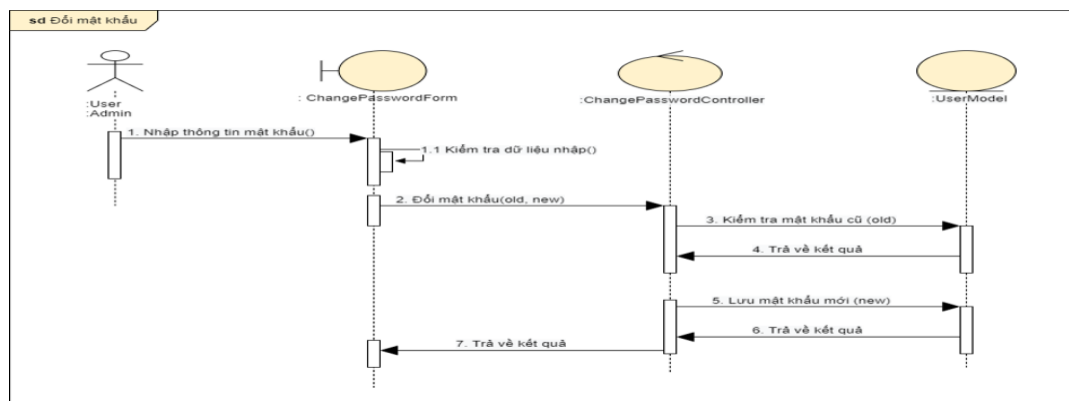 sd Đổi mật khẩu
:User
:Admin
: ChangePasswordForm
:ChangePasswordController
:UserModel
1. Nhập thông tin mật khẩu()
1.1 Kiểm tra dữ liệu nhập()
2. Đổi mật khẩu(old, new)
3. Kiểm tra mật khẩu cũ (old)
4. Trả về kết quả
5. Lưu mật khẩu mới (new)
6. Trả về kết quả
7. Trả về kết quả